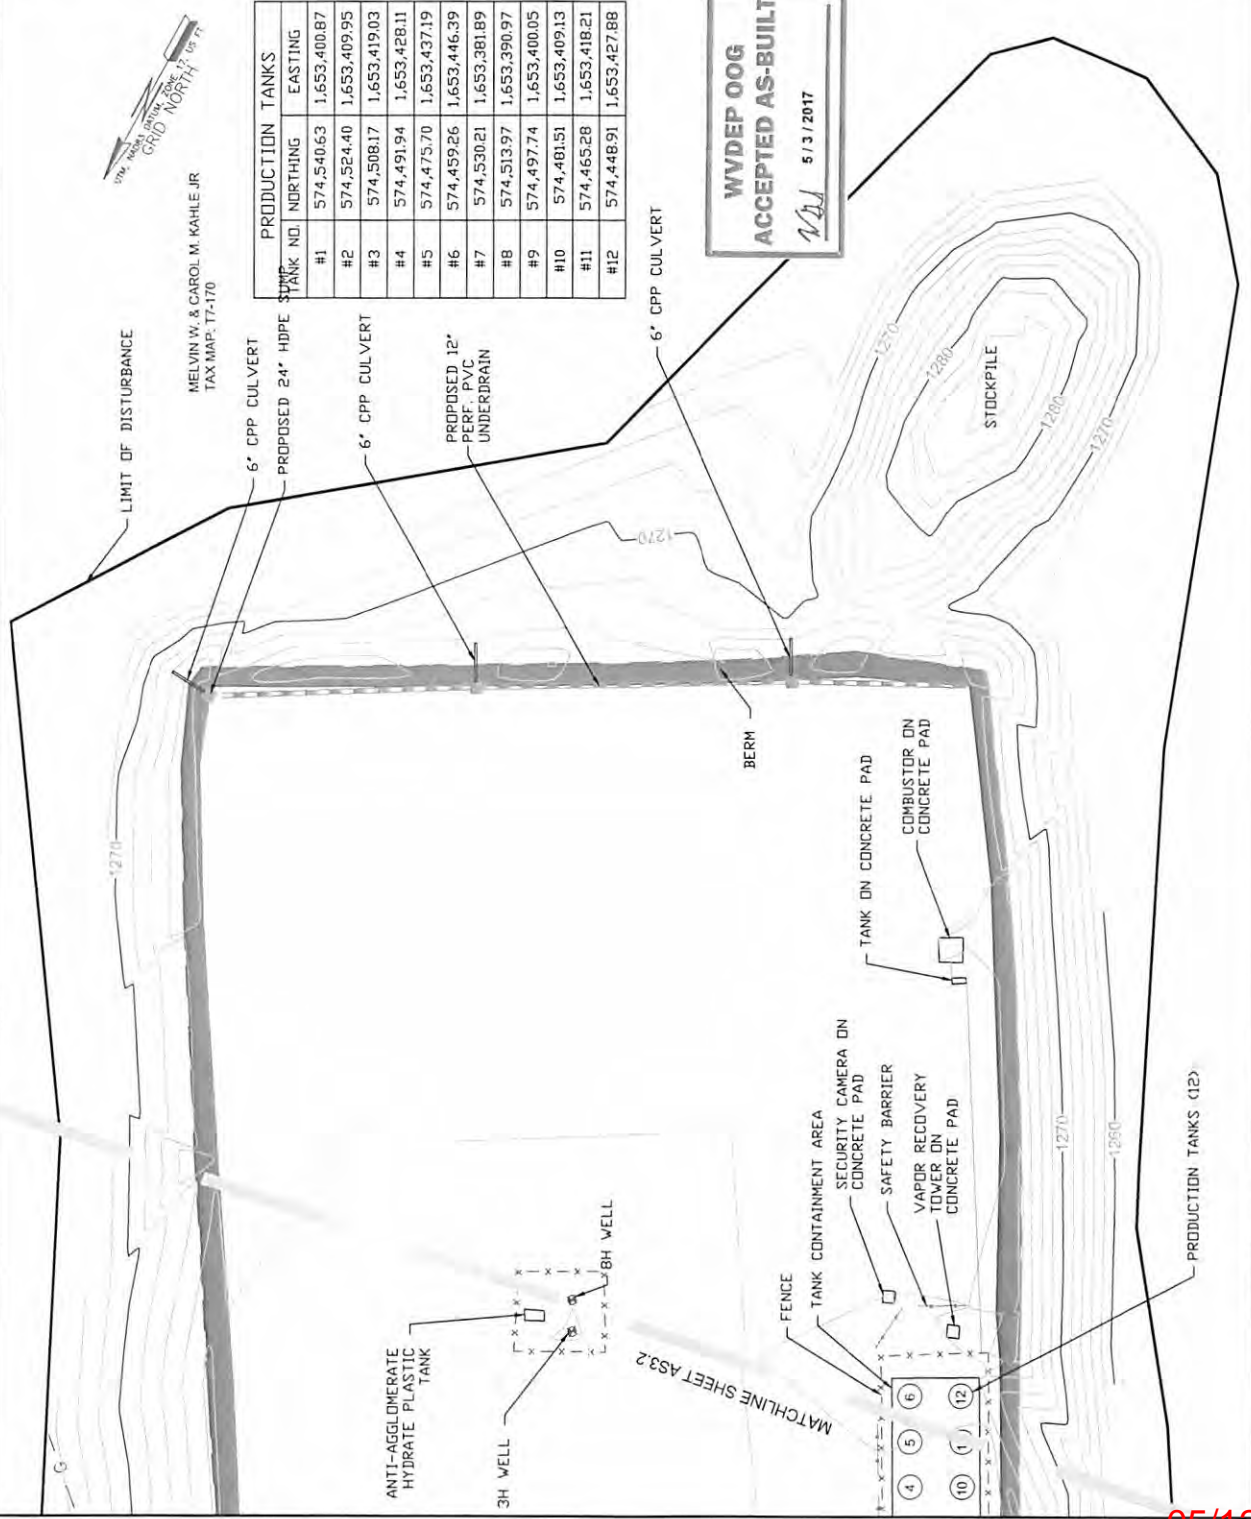 UTM, NAD83 DATUM, ZONE 17, US FT
GRID NORTH
LIMIT OF DISTURBANCE
MELVIN W. & CAROL M. KAHLE JR
TAX MAP: T7-170
6" CPP CULVERT
PROPOSED 24" HDPE SUMP
6" CPP CULVERT
PROPOSED 12"
PERF. PVC
UNDERDRAIN
6" CPP CULVERT
PRODUCTION TANKS
TANK NO. NORTHING EASTING
#1 574,540.63 1,653,400.87
#2 574,524.40 1,653,409.95
#3 574,508.17 1,653,419.03
#4 574,491.94 1,653,428.11
#5 574,475.70 1,653,437.19
#6 574,459.26 1,653,446.39
#7 574,530.21 1,653,381.89
#8 574,513.97 1,653,390.97
#9 574,497.74 1,653,400.05
#10 574,481.51 1,653,409.13
#11 574,465.28 1,653,418.21
#12 574,448.91 1,653,427.88
WVDEP OOG
ACCEPTED AS-BUILT
5/3/2017
1270
1280
STOCKPILE
1280
1270
1270
1270
BERM
TANK ON CONCRETE PAD
COMBUSTOR ON
CONCRETE PAD
ANTI-AGGLOMERATE
HYDRATE PLASTIC
TANK
3H WELL
8H WELL
MATCHLINE SHEET AS3.2
FENCE
TANK CONTAINMENT AREA
SECURITY CAMERA ON
CONCRETE PAD
SAFETY BARRIER
VAPOR RECOVERY
TOWER ON
CONCRETE PAD
1270
1260
PRODUCTION TANKS (12)
4 5 6
10 12
G